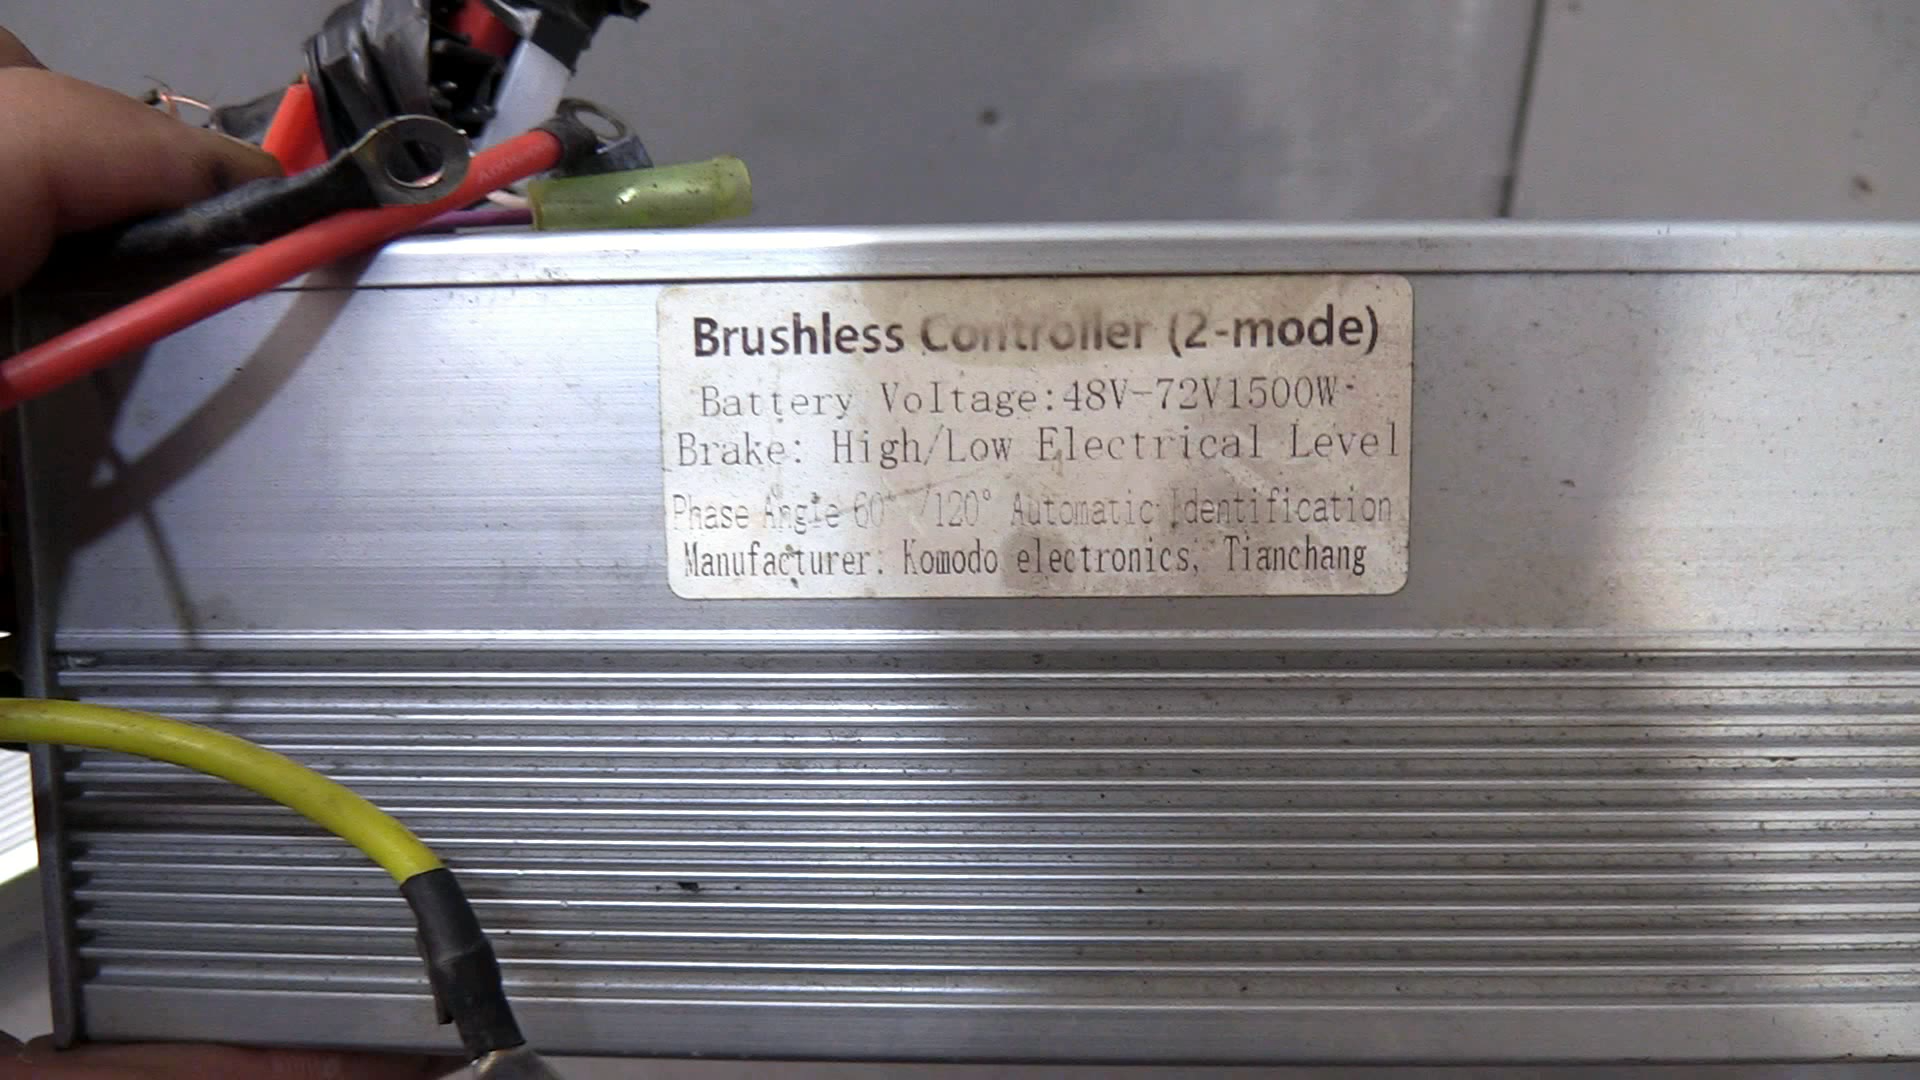 Brushless Controller (2-mode)
Battery Voltage:48V-72V1500W
Brake: High/Low Electrical Level
Phase Angle 60° /120° Automatic Identification
Manufacturer: Komodo electronics, Tianchang